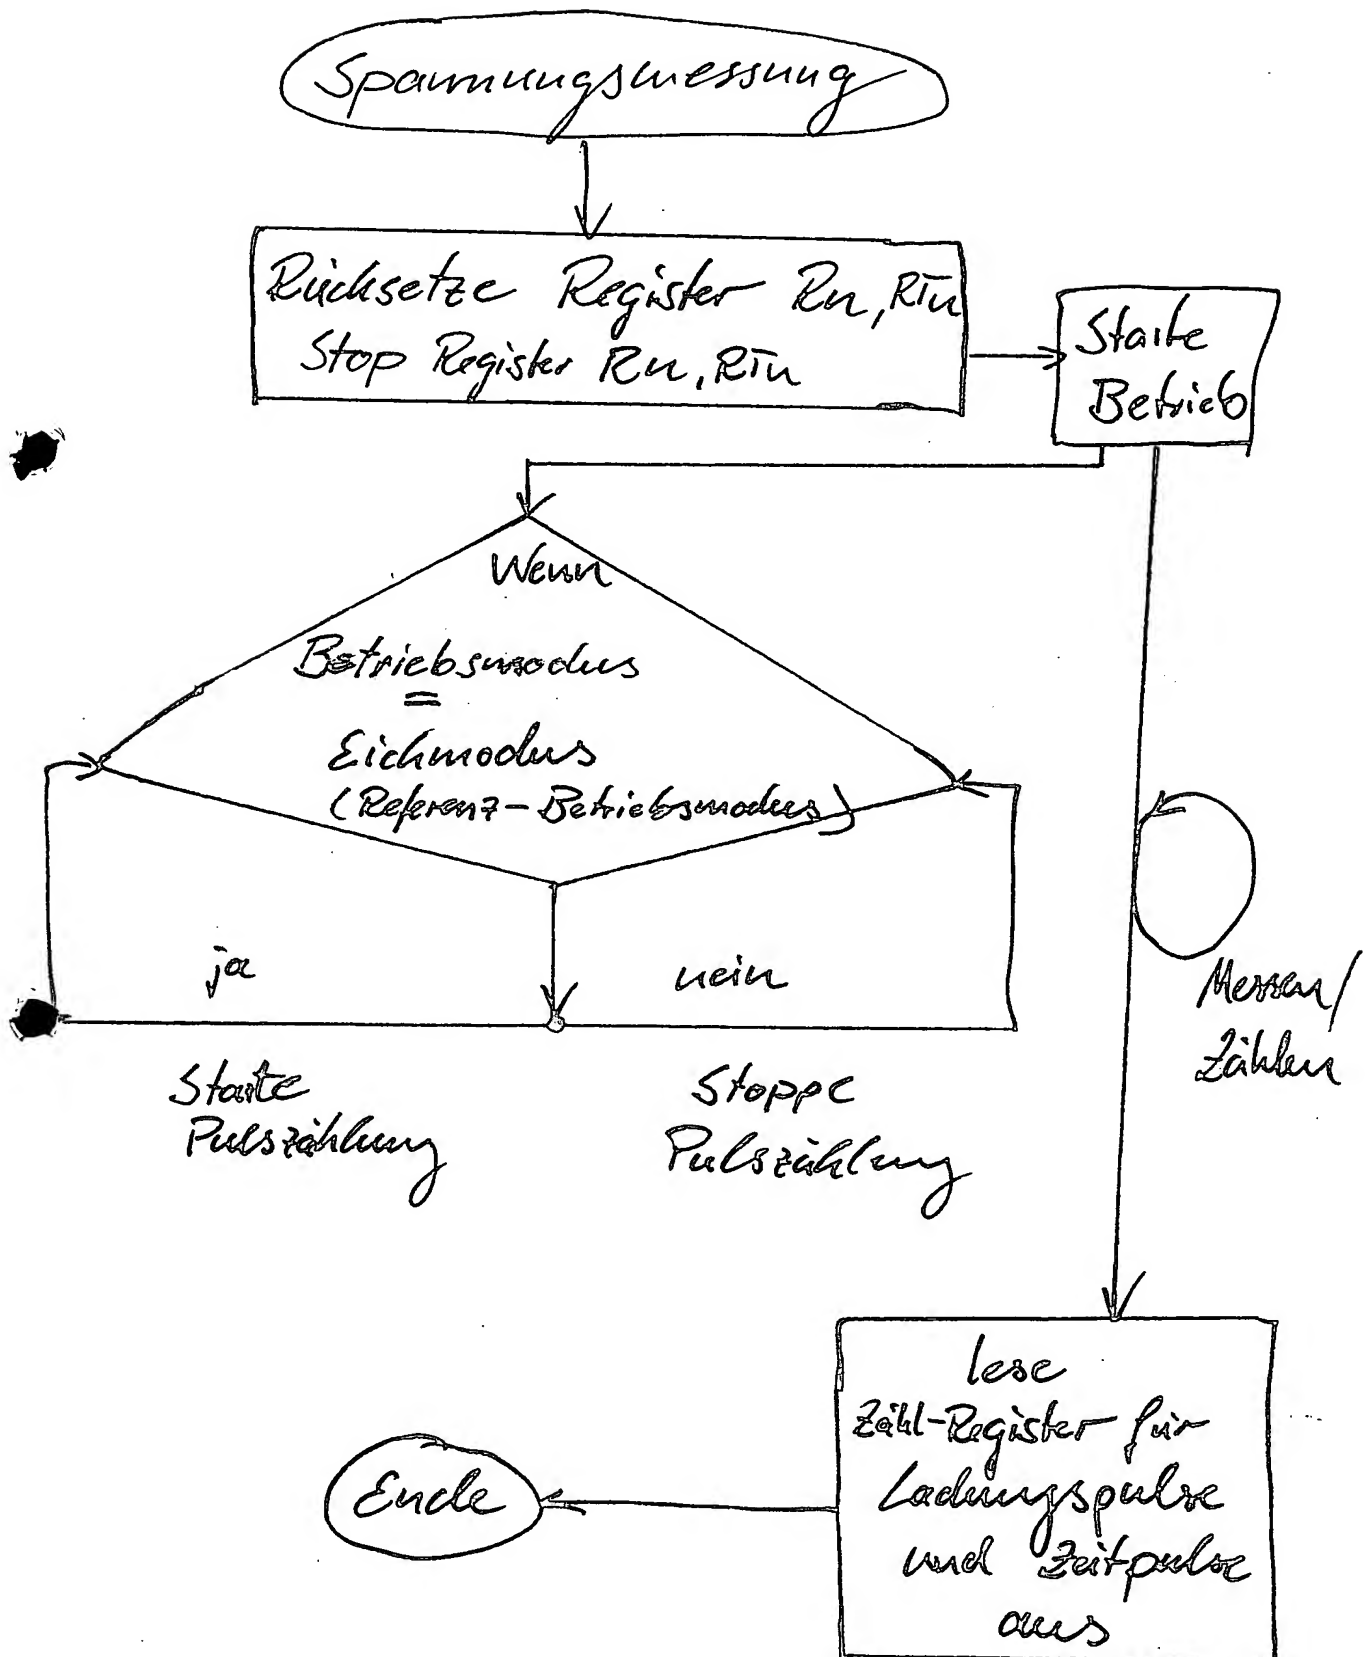 Spannungsmessung
Rücksetze Register Rn, RTn
Stop Register Rn, RTn
Starte
Betrieb
Wenn
Betriebsmodus
=
Eichmodus
(Referenz-Betriebsmodus)
ja
nein
Messen/
Zählen
Starte
Pulszählung
Stoppe
Pulszählung
lese
Zähl-Register für
Ladungspulse
und Zeitpulse
aus
Ende